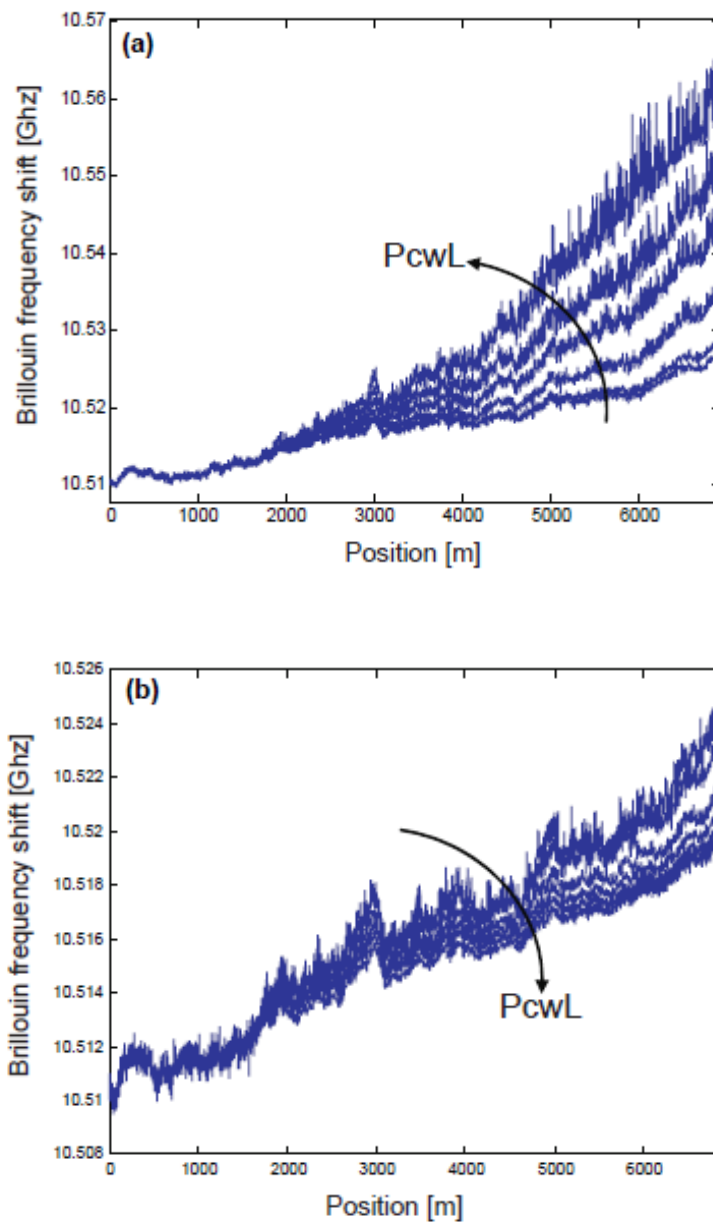 (a)
Brillouin frequency shift [Ghz]
10.57
10.56
10.55
10.54
10.53
10.52
10.51
PcwL
0 1000 2000 3000 4000 5000 6000
Position [m]
(b)
Brillouin frequency shift [Ghz]
10.526
10.524
10.522
10.52
10.518
10.516
10.514
10.512
10.51
10.508
PcwL
0 1000 2000 3000 4000 5000 6000
Position [m]